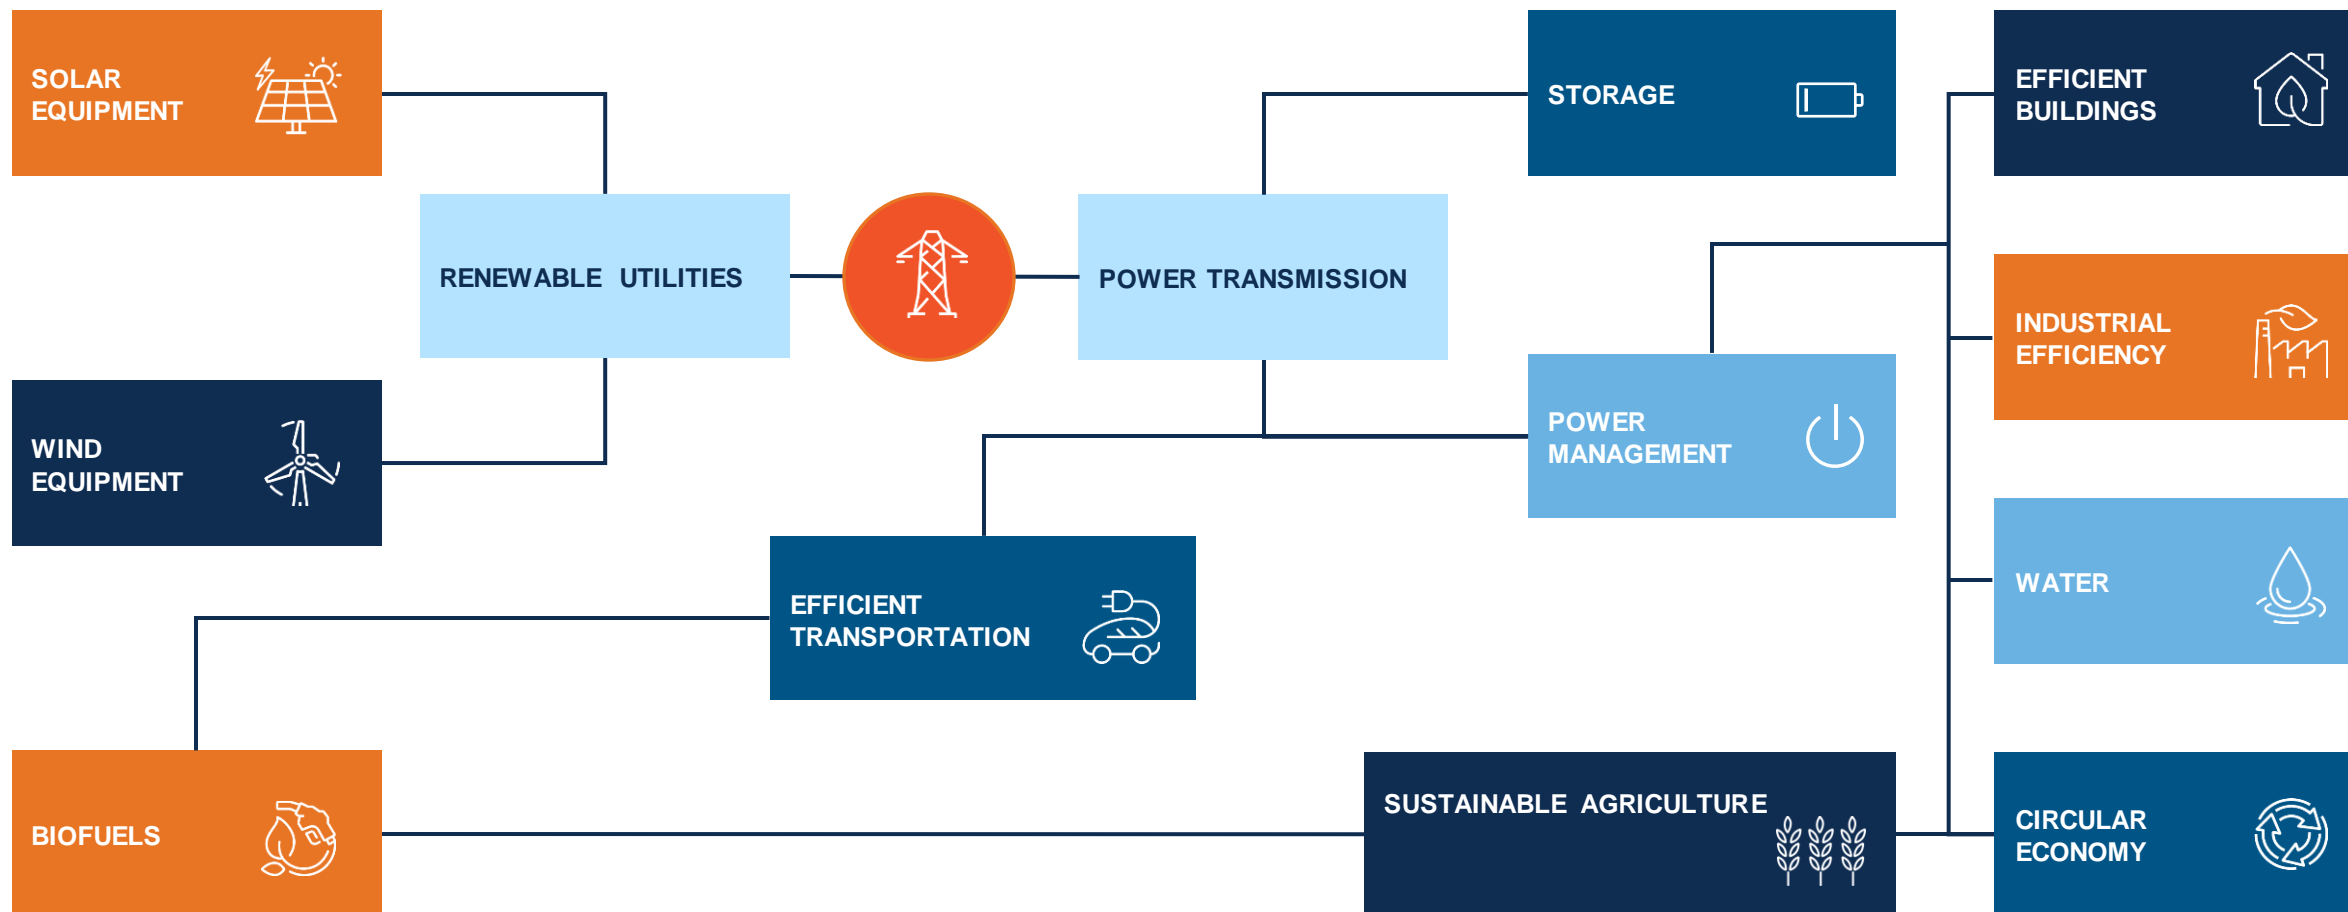 SOLAR
EQUIPMENT
STORAGE
EFFICIENT
BUILDINGS
RENEWABLE UTILITIES
POWER TRANSMISSION
INDUSTRIAL
EFFICIENCY
WIND
EQUIPMENT
POWER
MANAGEMENT
EFFICIENT
TRANSPORTATION
WATER
BIOFUELS
SUSTAINABLE AGRICULTURE
CIRCULAR
ECONOMY